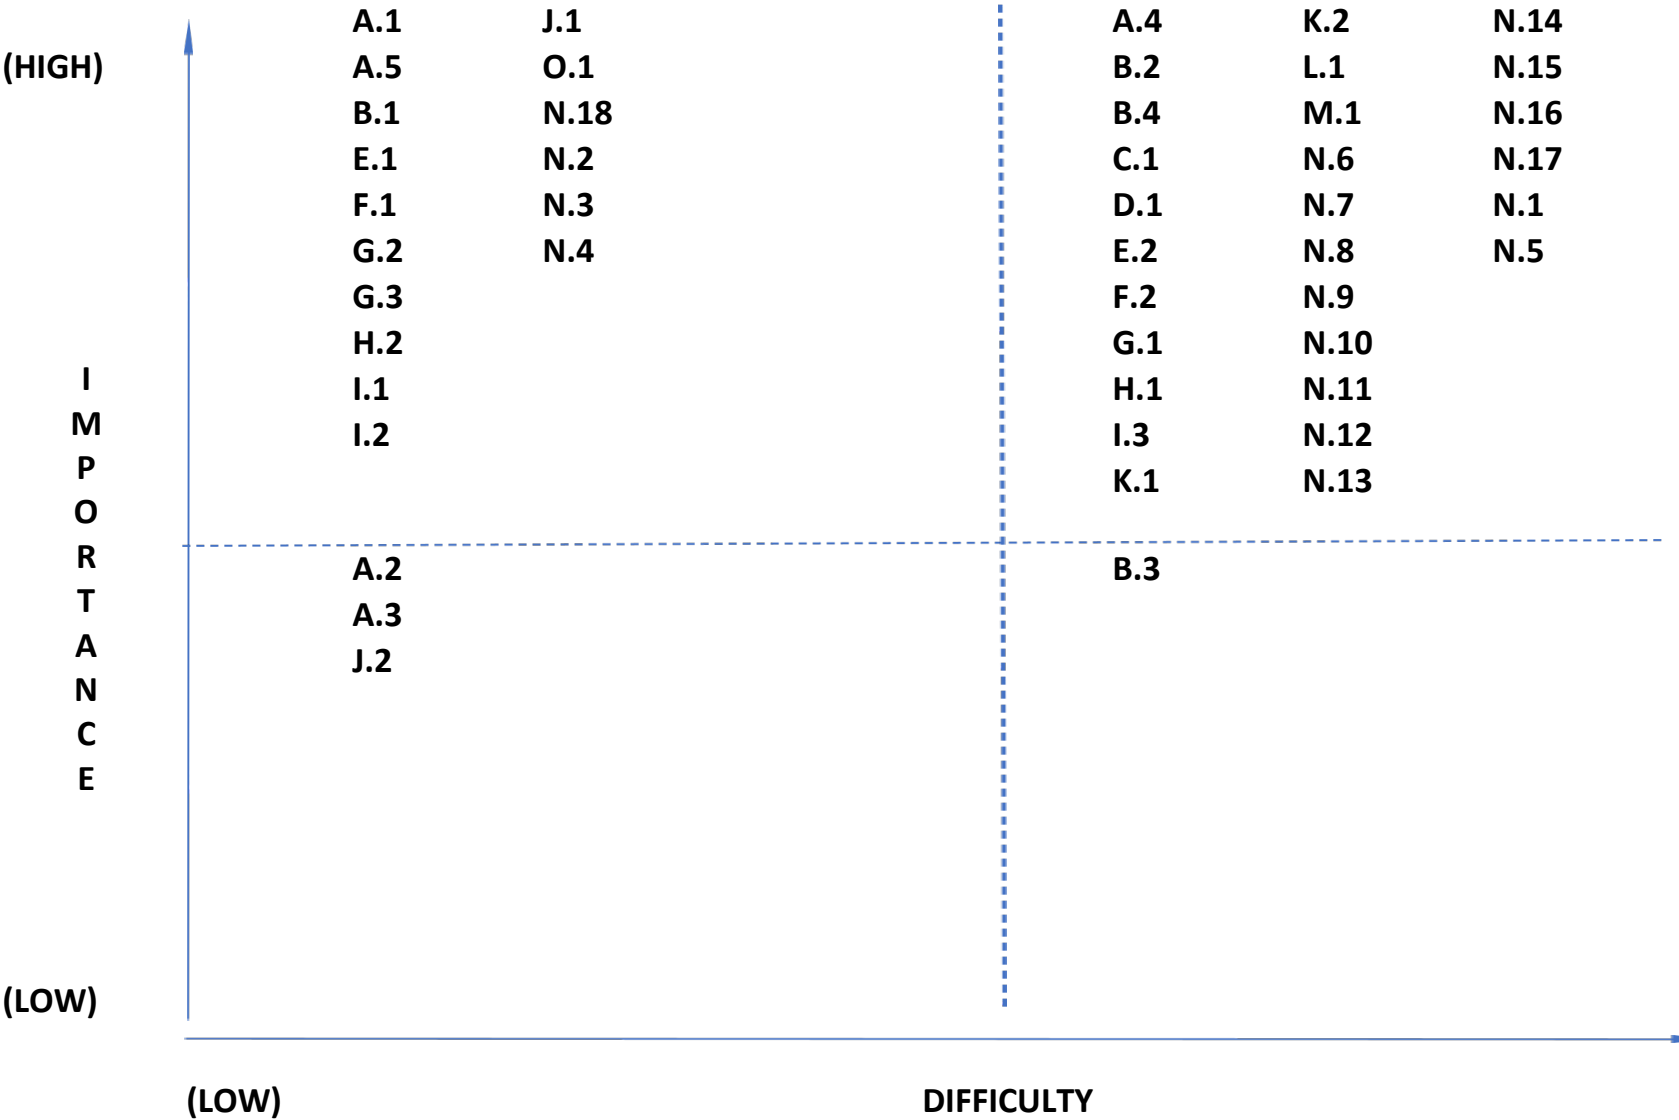 A.1 J.1 A.4 K.2 N.14
(HIGH) A.5 O.1 B.2 L.1 N.15
B.1 N.18 B.4 M.1 N.16
E.1 N.2 C.1 N.6 N.17
F.1 N.3 D.1 N.7 N.1
G.2 N.4 E.2 N.8 N.5
G.3 F.2 N.9
H.2 G.1 N.10
I.1 H.1 N.11
I.2 I.3 N.12
K.1 N.13
I
M
P
O
R
T
A
N
C
E
A.2 B.3
A.3
J.2
(LOW)
(LOW) DIFFICULTY